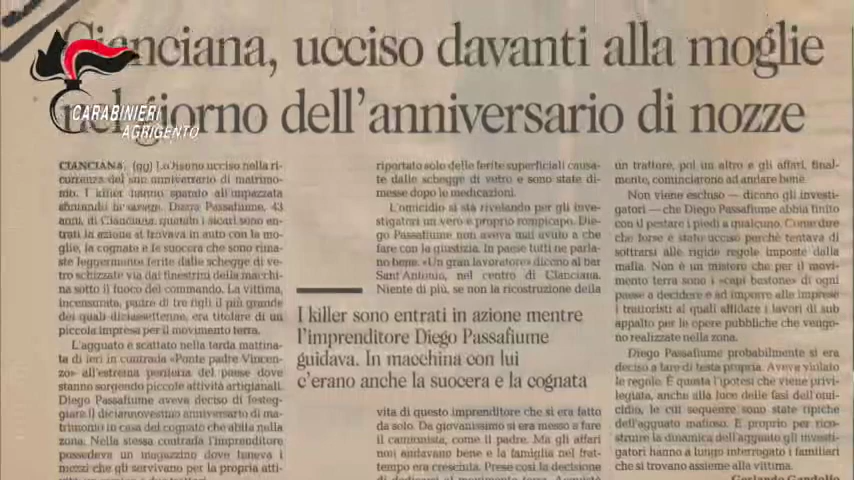 Cianciana, ucciso davanti alla moglie
nel giorno dell'anniversario di nozze
CARABINIERI
AGRIGENTO
CIANCIANA. (gg) Lo hanno ucciso nella ri-
correnza del suo anniversario di matrimo-
nio. I killer hanno sparato all'impazzata
43
anni, di Cianciana, quando i sicari sono en-
trati in azione si trovava in auto con la mo-
glie, la cognata e la suocera che sono rima-
ste leggermente ferite dalle schegge di ve-
tro schizzate via dai finestrini della macchi-
na sotto il fuoco del commando. La vittima,
incensurata, padre di tre figli il più grande
dei quali diciassettenne, era titolare di un
piccola impresa per il movimento terra.
L'agguato è scattato nella tarda mattina-
ta di ieri in contrada «Ponte padre Vincen-
zo» all'estrema periferia del paese dove
stanno sorgendo piccole attività artigianali.
Diego Passafiume aveva deciso di festeg-
giare il diciannovesimo anniversario di ma-
trimonio in casa del cognato che abita nella
zona. Nella stessa contrada l'imprenditore
possedeva un magazzino dove teneva i
mezzi che gli servivano per la propria atti-
riportato solo delle ferite superficiali causa-
te dalle schegge di vetro e sono state di-
messe dopo le medicazioni.
L'omicidio si sta rivelando per gli inve-
stigatori un vero e proprio rompicapo. Die-
go Passafiume non aveva mai avuto a che
fare con la giustizia. In paese tutti ne parla-
no bene. «Un gran lavoratore» dicono al bar
Sant'Antonio, nel centro di Cianciana.
Niente di più, se non la ricostruzione della
I killer sono entrati in azione mentre
l'imprenditore Diego Passafiume
guidava. In macchina con lui
c'erano anche la suocera e la cognata
vita di questo imprenditore che si era fatto
da solo. Da giovanissimo si era messo a fare
il camionista, come il padre. Ma gli affari
non andavano bene e la famiglia nel frat-
tempo era cresciuta. Prese così la decisione
un trattore, poi un altro e gli affari, final-
mente, cominciarono ad andare bene.
Non viene escluso — dicono gli investi-
gatori — che Diego Passafiume abbia finito
con il pestare i piedi a qualcuno. Come dire
che forse è stato ucciso perchè tentava di
sottrarsi alle rigide regole imposte dalla
mafia. Non è un mistero che per il movi-
mento terra sono i «capi bastone» di ogni
paese a decidere e ad imporre alle imprese
i trattoristi ai quali affidare i lavori di sub
appalto per le opere pubbliche che vengo-
no realizzate nella zona.
Diego Passafiume probabilmente si era
deciso a fare di testa propria. Aveva violato
le regole. È questa l'ipotesi che viene privi-
legiata, anche alla luce delle fasi dell'omi-
cidio, le cui sequenze sono state tipiche
dell'agguato mafioso. E proprio per rico-
struire la dinamica dell'agguato gli investi-
gatori hanno a lungo interrogato i familiari
che si trovano assieme alla vittima.